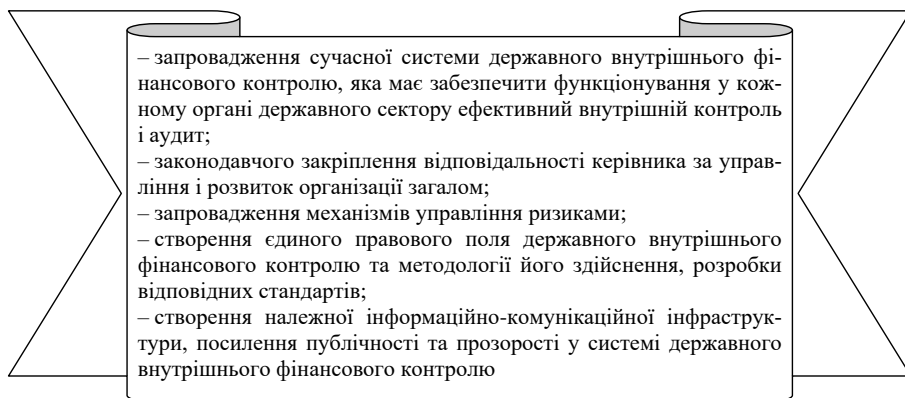 – запровадження сучасної системи державного внутрішнього фі-
нансового контролю, яка має забезпечити функціонування у кож-
ному органі державного сектору ефективний внутрішній контроль
і аудит;
– законодавчого закріплення відповідальності керівника за управ-
ління і розвиток організації загалом;
– запровадження механізмів управління ризиками;
– створення єдиного правового поля державного внутрішнього
фінансового контролю та методології його здійснення, розробки
відповідних стандартів;
– створення належної інформаційно-комунікаційної інфраструк-
тури, посилення публічності та прозорості у системі державного
внутрішнього фінансового контролю